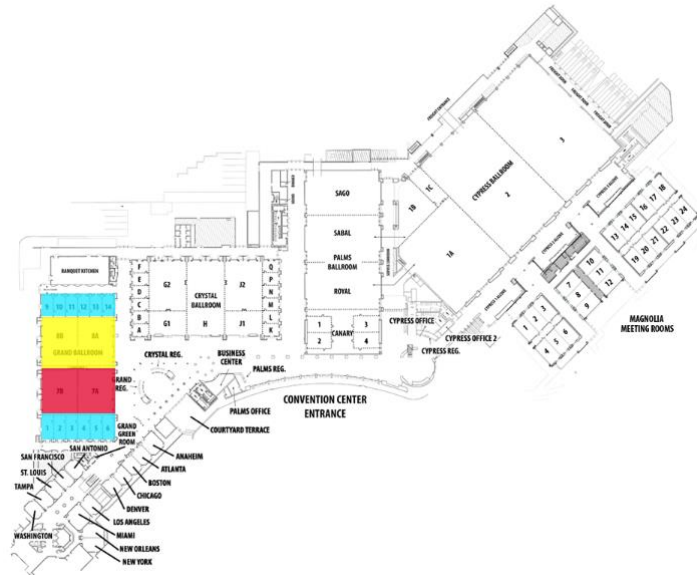 FREIGHT ENTRANCE
3
CYPRESS BALLROOM
2
1C
1B
1A
SAGO
SABAL
PALMS
BALLROOM
ROYAL
CANARY
1
2
3
4
CYPRESS OFFICE
CYPRESS REG.
CYPRESS OFFICE 2
13 14 15 16 17 18
19 20 21 22 23 24
10 11 12
7 8 9
1 3
4 5 6
MAGNOLIA
MEETING ROOMS
BANQUET KITCHEN
F
E
D
C
B
A
G2
G1
CRYSTAL
BALLROOM
H
J2
J1
Q
P
N
M
L
K
9 10 11 12 13 14
GRAND BALLROOM
1 2 3 4 5 6
CRYSTAL REG.
GRAND
REG.
BUSINESS
CENTER
PALMS REG.
PALMS OFFICE
CONVENTION CENTER
ENTRANCE
COURTYARD TERRACE
GRAND
GREEN
ROOM
SAN ANTONIO
SAN FRANCISCO
ST. LOUIS
TAMPA
WASHINGTON
ANAHEIM
ATLANTA
BOSTON
CHICAGO
DENVER
LOS ANGELES
MIAMI
NEW ORLEANS
NEW YORK